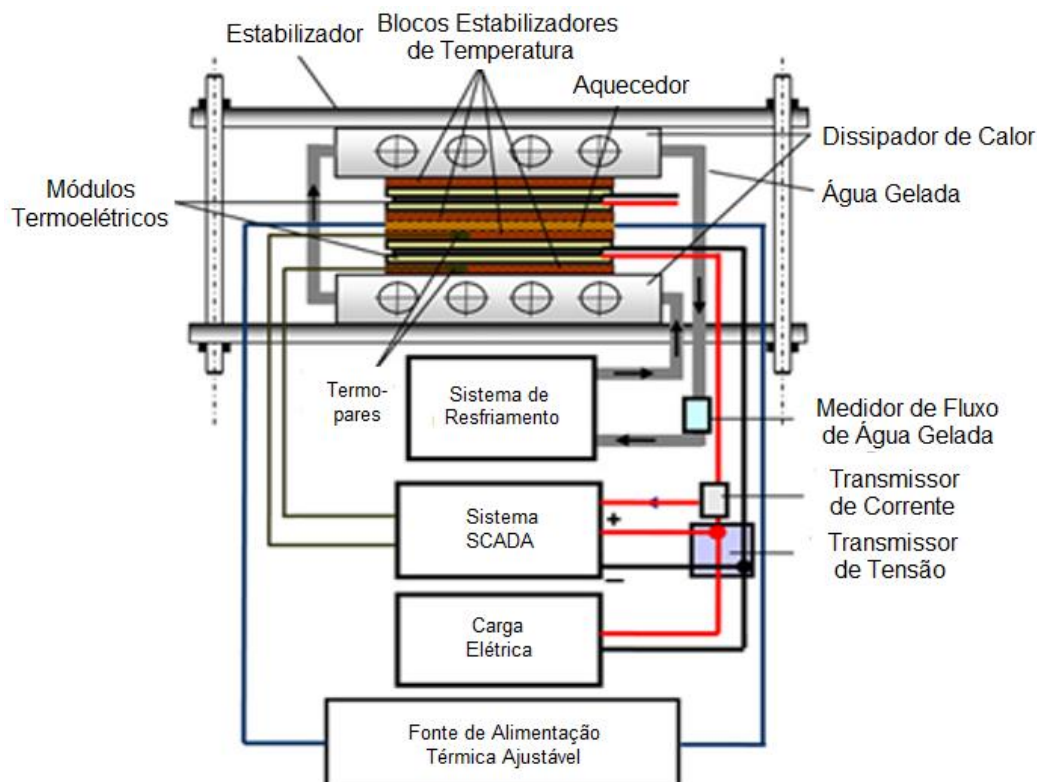 Estabilizador
Blocos Estabilizadores
de Temperatura
Aquecedor
Dissipador de Calor
Módulos
Termoelétricos
Água Gelada
Termo-
pares
Sistema de
Resfriamento
Medidor de Fluxo
de Água Gelada
Transmissor
de Corrente
Sistema
SCADA
+
−
Transmissor
de Tensão
Carga
Elétrica
Fonte de Alimentação
Térmica Ajustável